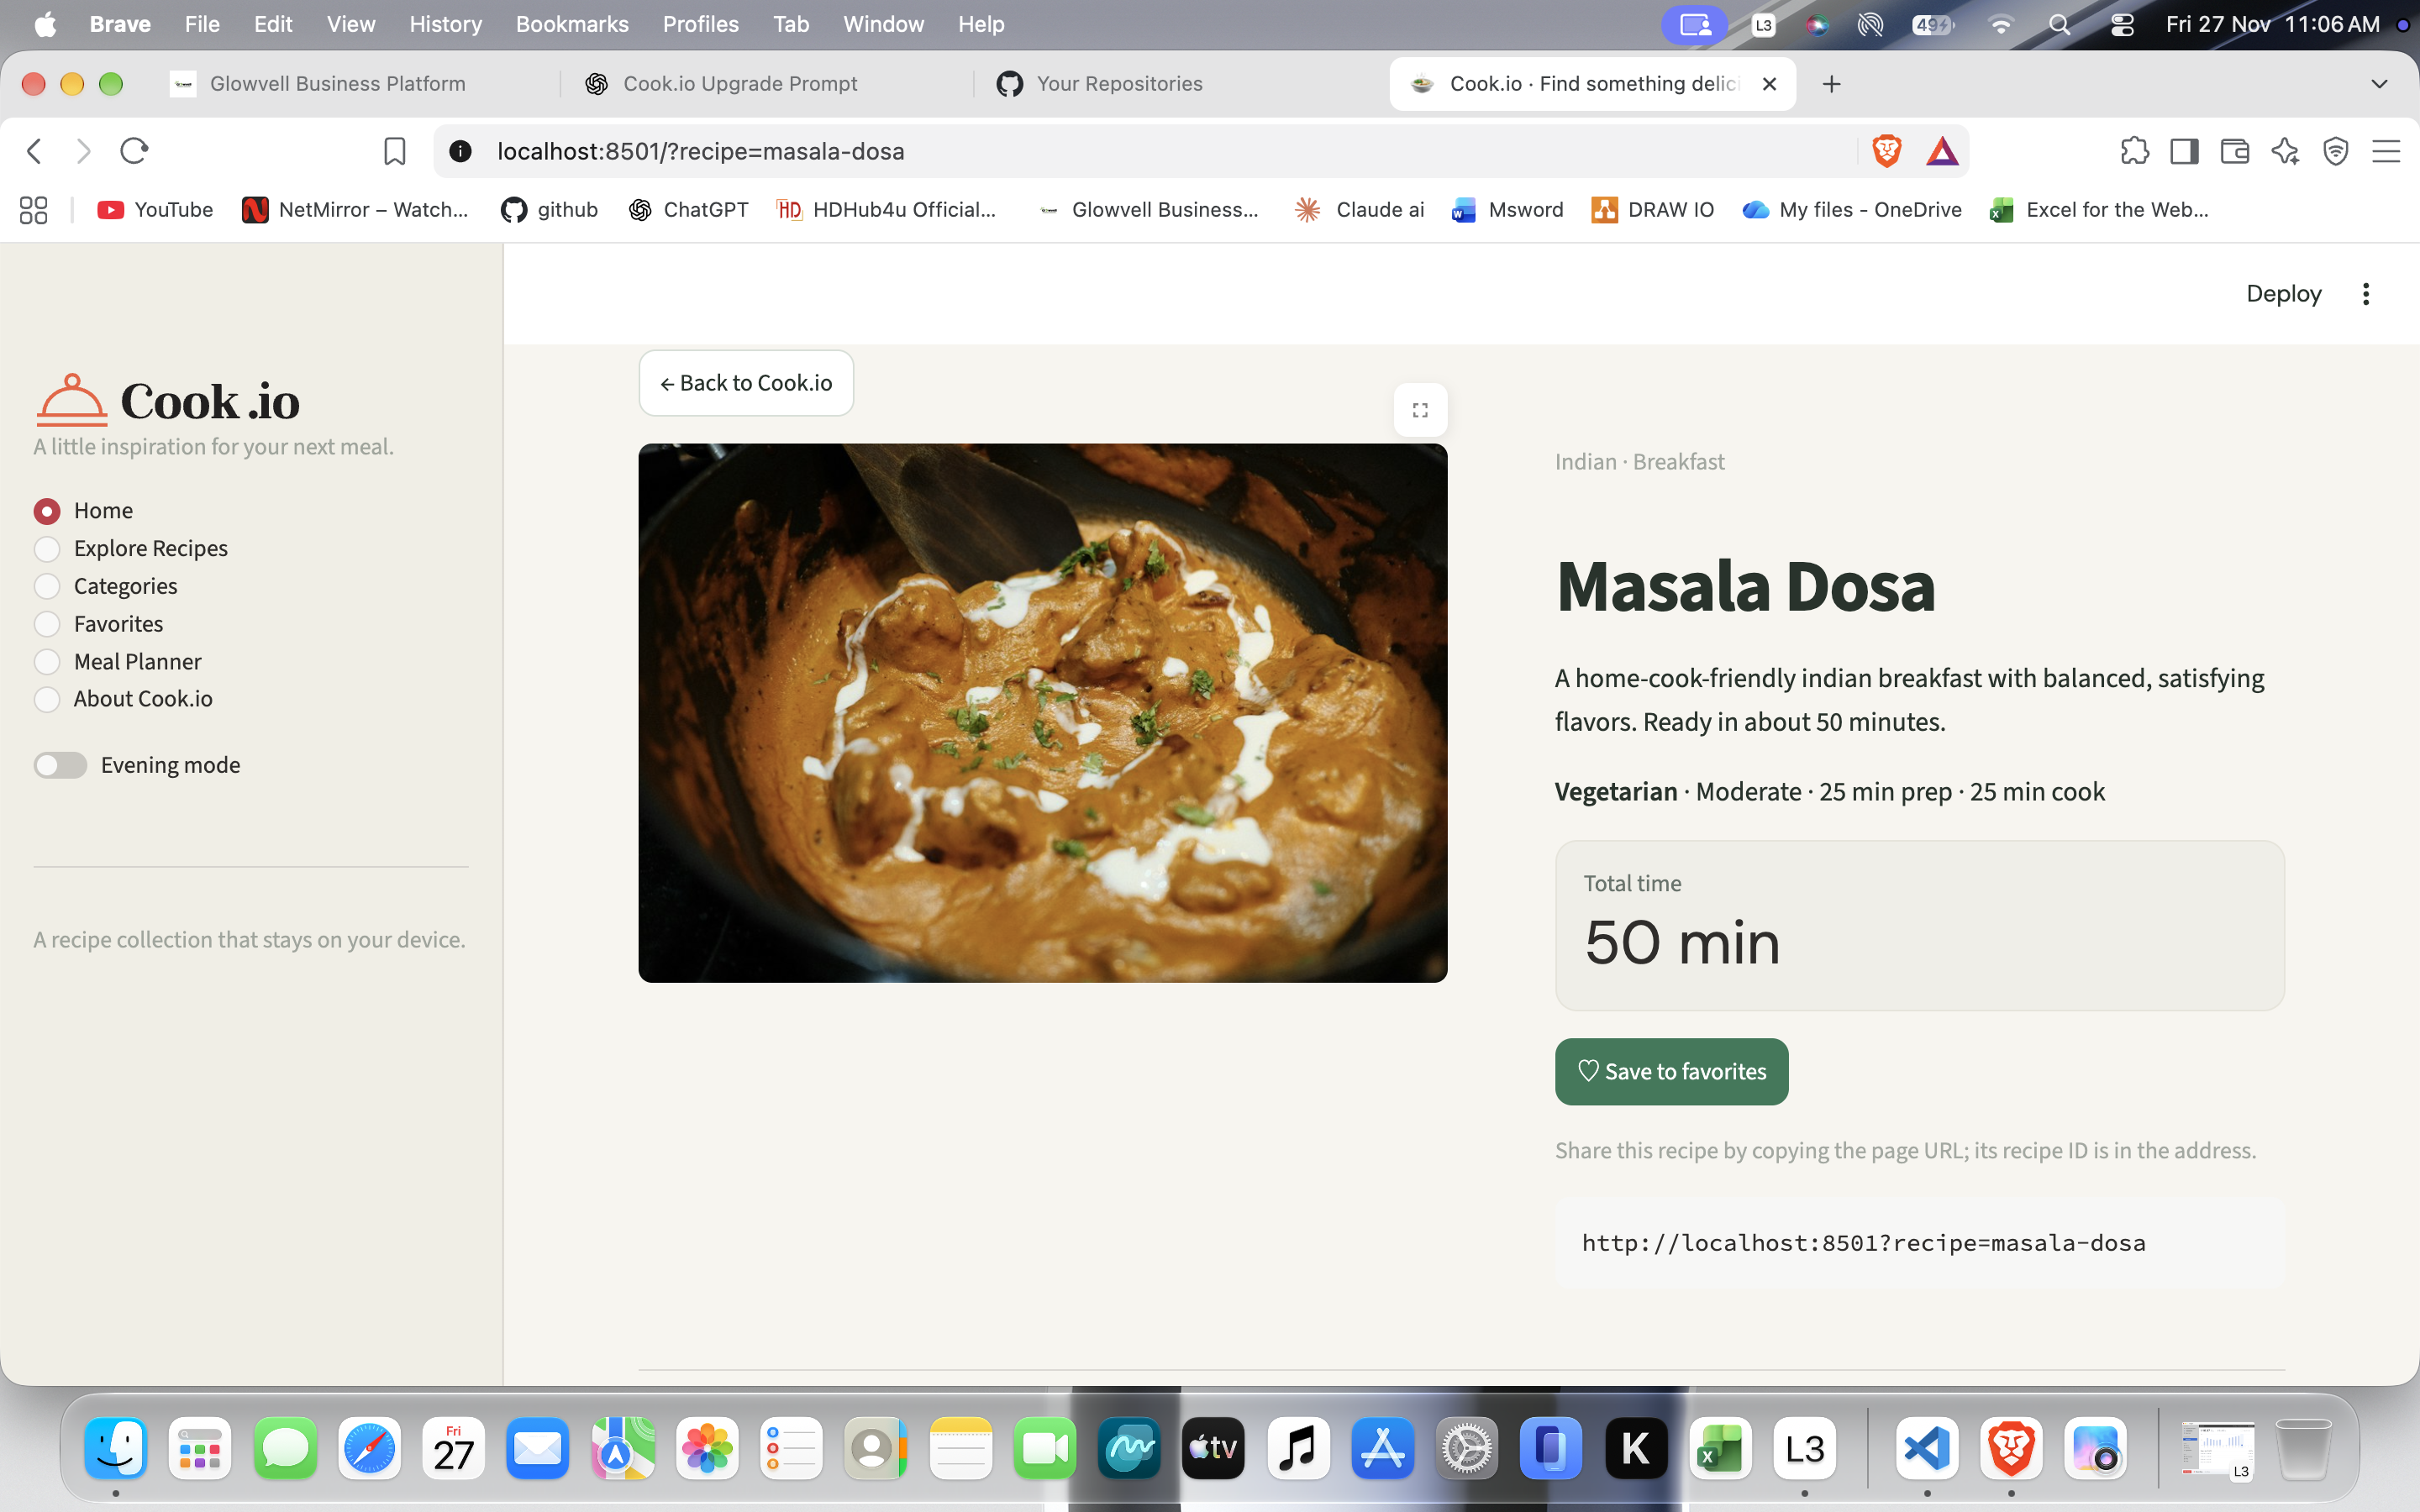 Brave File Edit View History Bookmarks Profiles Tab Window Help L3 49 Fri 27 Nov 11:06 AM
Glowvell Business Platform Cook.io Upgrade Prompt Your Repositories Cook.io · Find something delici
localhost:8501/?recipe=masala-dosa
YouTube NetMirror – Watch... github ChatGPT HDHub4u Official... Glowvell Business... Claude ai Msword DRAW IO My files - OneDrive Excel for the Web...
Deploy
Cook.io
A little inspiration for your next meal.
Home
Explore Recipes
Categories
Favorites
Meal Planner
About Cook.io
Evening mode
A recipe collection that stays on your device.
← Back to Cook.io
Indian · Breakfast
Masala Dosa
A home-cook-friendly indian breakfast with balanced, satisfying
flavors. Ready in about 50 minutes.
Vegetarian · Moderate · 25 min prep · 25 min cook
Total time
50 min
♡ Save to favorites
Share this recipe by copying the page URL; its recipe ID is in the address.
http://localhost:8501?recipe=masala-dosa
Fri
27
tv
K
L3
L3